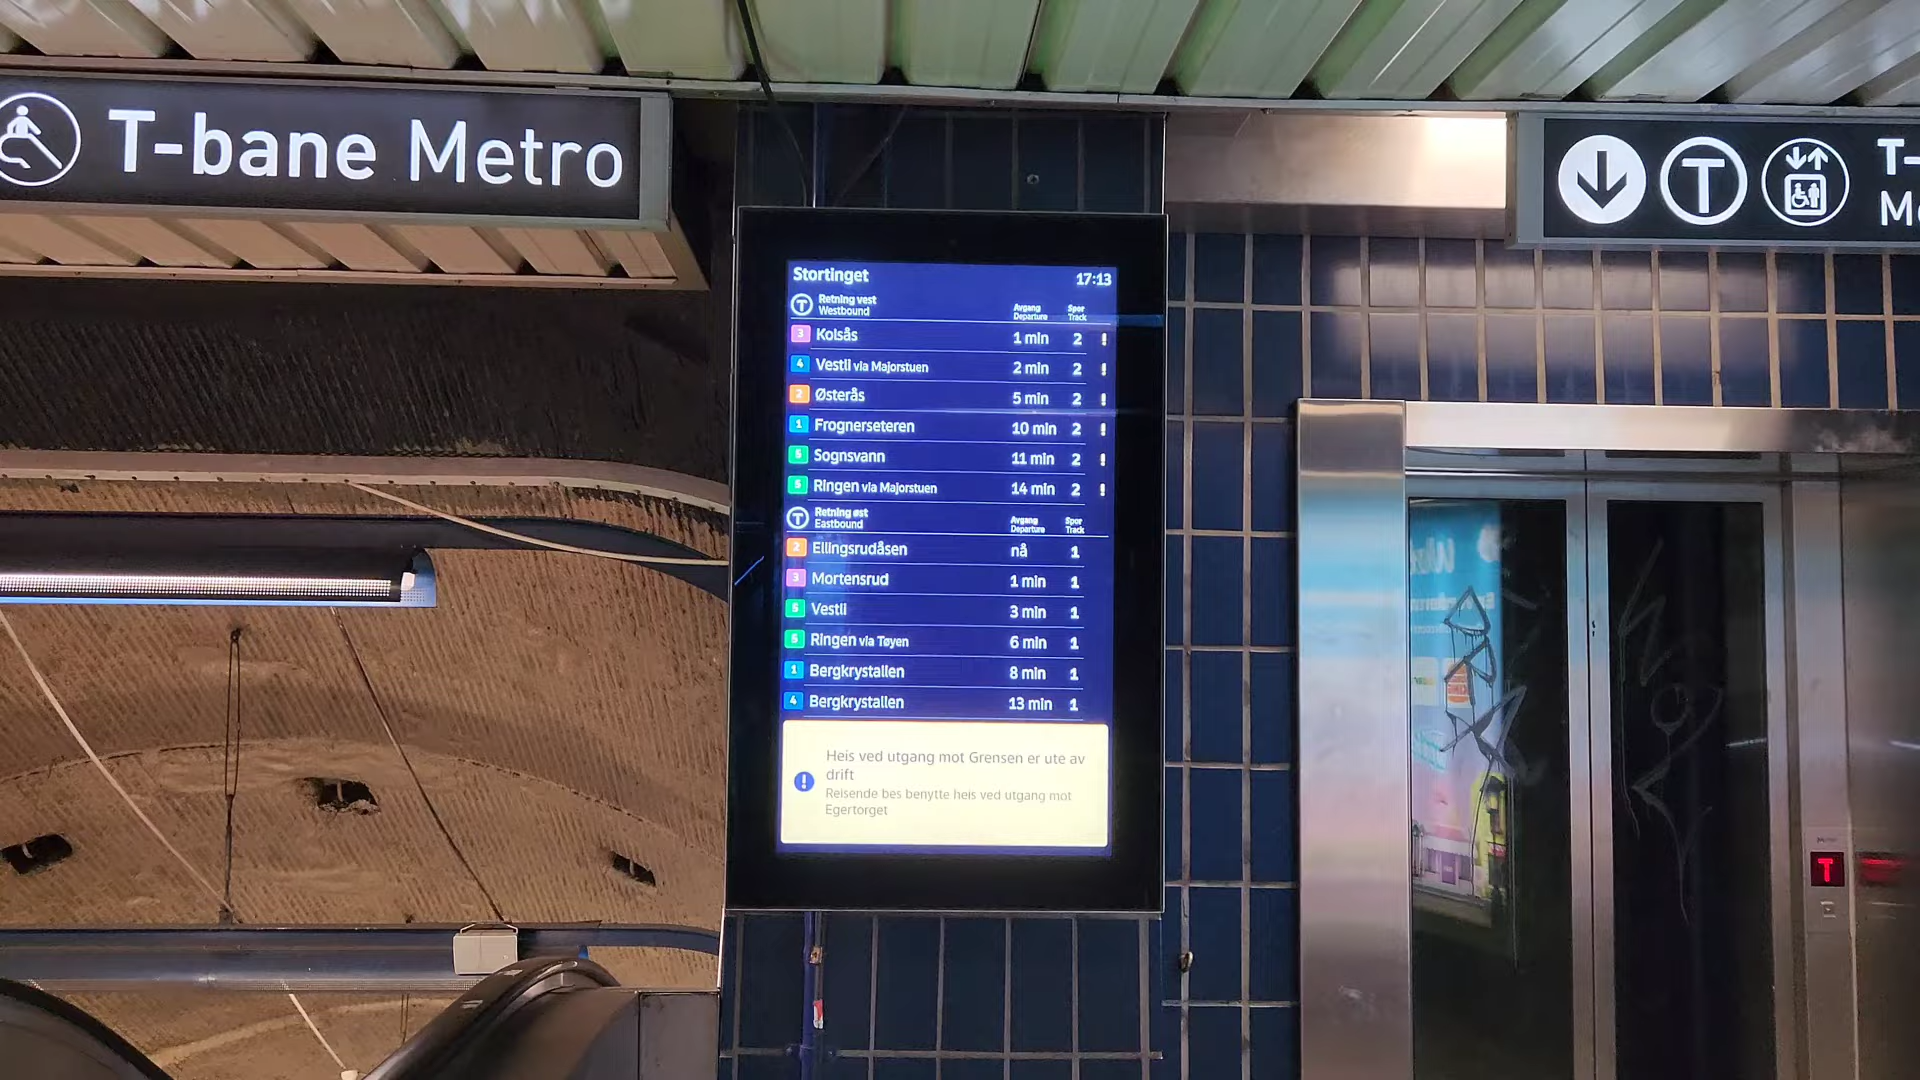 T-bane Metro
T
Stortinget 17:13
T Retning vest Avgang Spor
Westbound Departure Track
3 Kolsås 1 min 2 !
4 Vestli via Majorstuen 2 min 2 !
2 Østerås 5 min 2 !
1 Frognerseteren 10 min 2 !
5 Sognsvann 11 min 2 !
5 Ringen via Majorstuen 14 min 2 !
T Retning øst Avgang Spor
Eastbound Departure Track
2 Ellingsrudåsen nå 1
3 Mortensrud 1 min 1
5 Vestli 3 min 1
5 Ringen via Tøyen 6 min 1
1 Bergkrystallen 8 min 1
4 Bergkrystallen 13 min 1
! Heis ved utgang mot Grensen er ute av
drift
Reisende bes benytte heis ved utgang mot
Egertorget
T